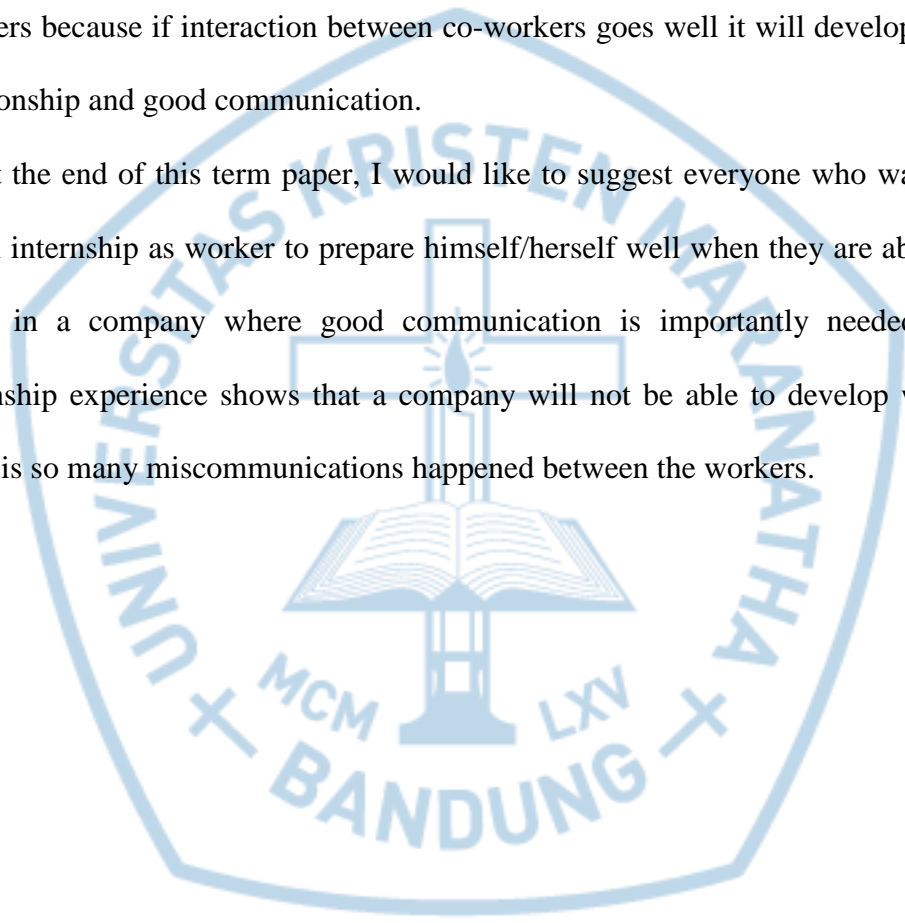 ers because if interaction between co-workers goes well it will develop
onship and good communication.
t the end of this term paper, I would like to suggest everyone who wa
internship as worker to prepare himself/herself well when they are ab
in a company where good communication is importantly needed
nship experience shows that a company will not be able to develop w
is so many miscommunications happened between the workers.
UNIVERSITAS KRISTEN MARANATHA
MCM LXV
BANDUNG